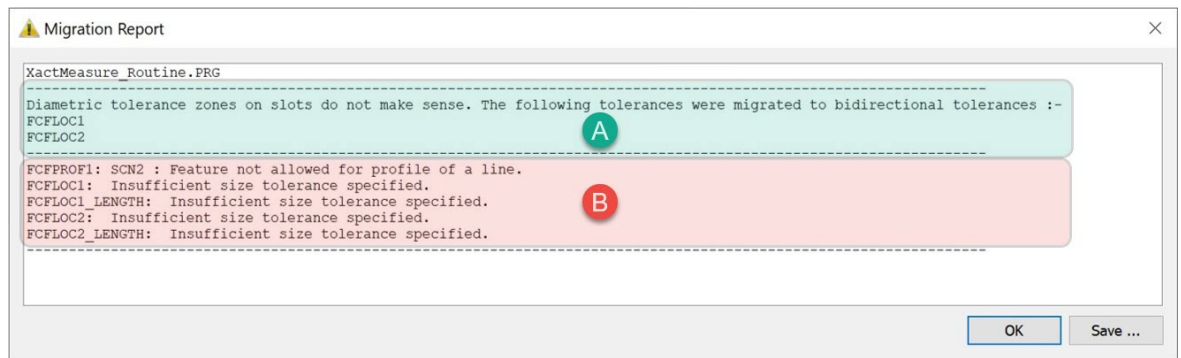 Migration Report
XactMeasure_Routine.PRG
--------------------------------------------------------------------------------------------------------------
Diametric tolerance zones on slots do not make sense. The following tolerances were migrated to bidirectional tolerances :-
FCFLOC1
FCFLOC2
A
--------------------------------------------------------------------------------------------------------------
FCFPROF1: SCN2 : Feature not allowed for profile of a line.
FCFLOC1:  Insufficient size tolerance specified.
FCFLOC1_LENGTH:  Insufficient size tolerance specified.
B
FCFLOC2:  Insufficient size tolerance specified.
FCFLOC2_LENGTH:  Insufficient size tolerance specified.
--------------------------------------------------------------------------------------------------------------
OK
Save ...